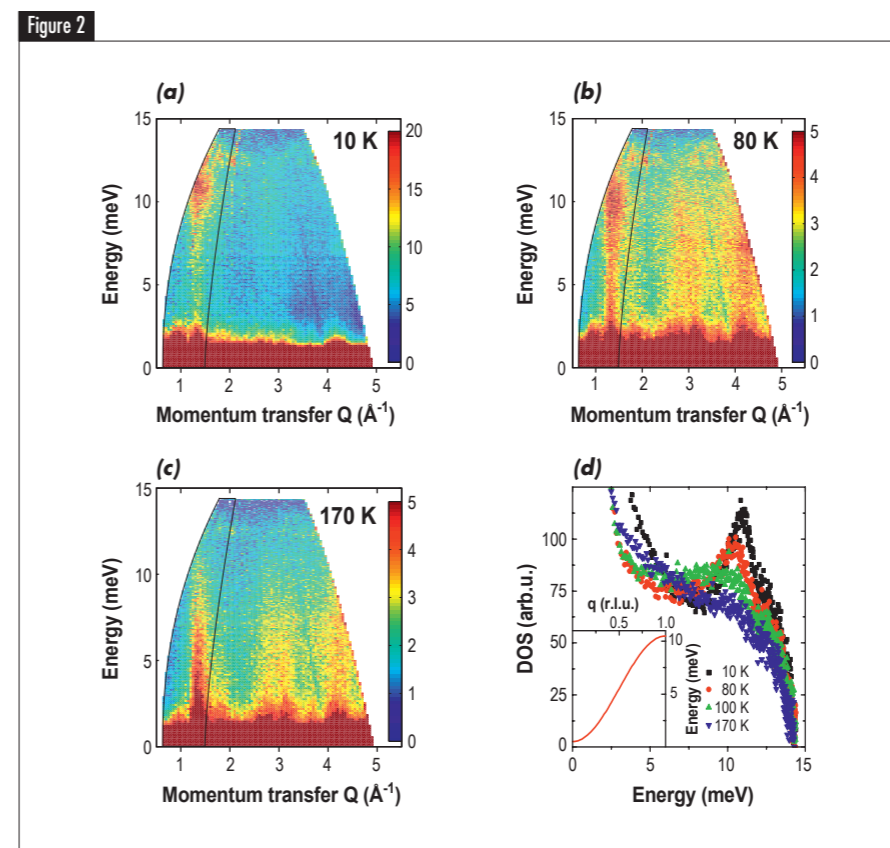 Figure 2
(a)
10 K
15
10
5
0
Energy (meV)
1 2 3 4 5
Momentum transfer Q (Å⁻¹)
20
15
10
5
0
(b)
80 K
15
10
5
0
Energy (meV)
1 2 3 4 5
Momentum transfer Q (Å⁻¹)
5
4
3
2
1
0
(c)
170 K
15
10
5
0
Energy (meV)
1 2 3 4 5
Momentum transfer Q (Å⁻¹)
5
4
3
2
1
0
(d)
100
75
50
25
0
DOS (arb.u.)
q (r.l.u.)
0.5 1.0
10
5
Energy (meV)
10 K
80 K
100 K
170 K
0 5 10 15
Energy (meV)